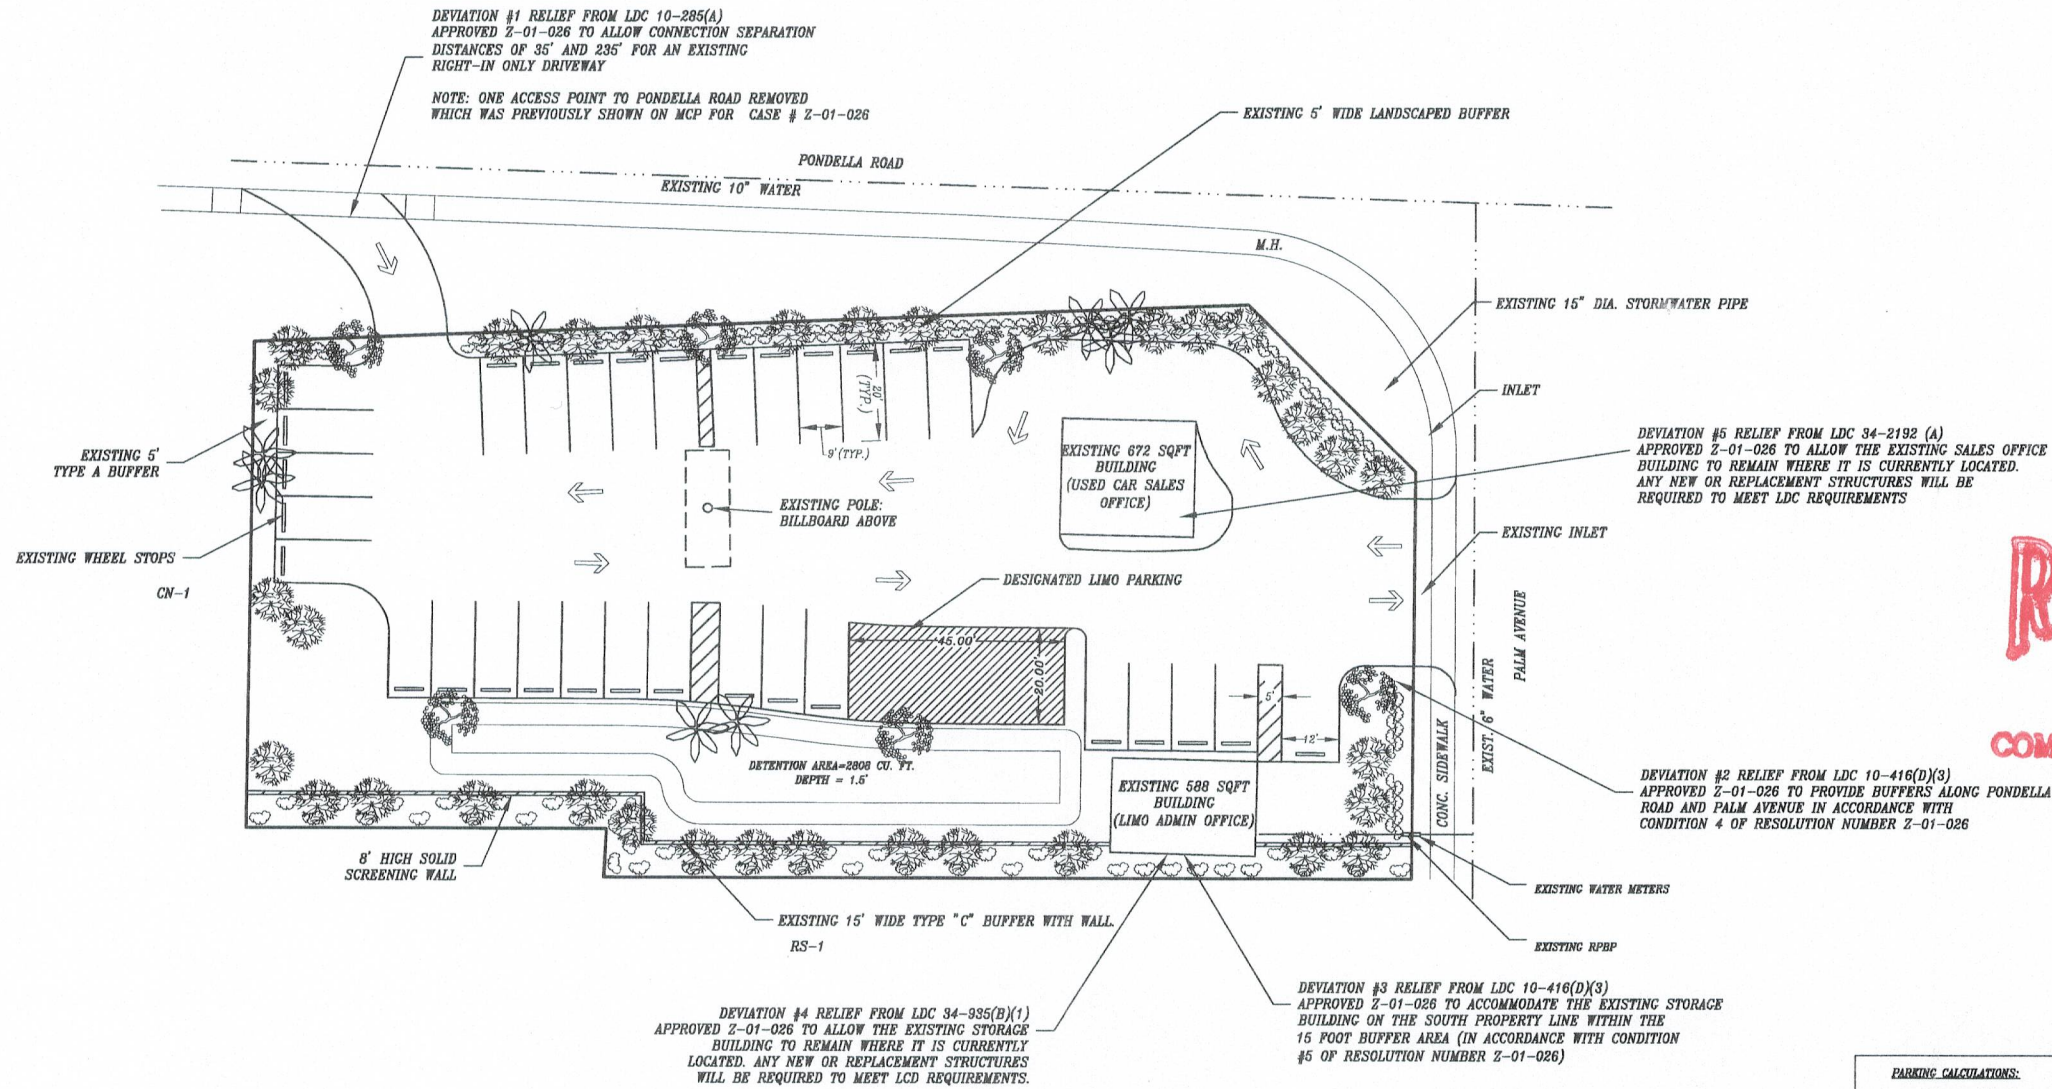 DEVIATION #1 RELIEF FROM LDC 10-285(A)
APPROVED Z-01-026 TO ALLOW CONNECTION SEPARATION
DISTANCES OF 35' AND 235' FOR AN EXISTING
RIGHT-IN ONLY DRIVEWAY
NOTE: ONE ACCESS POINT TO PONDELLA ROAD REMOVED
WHICH WAS PREVIOUSLY SHOWN ON MCP FOR CASE # Z-01-026
EXISTING 5' WIDE LANDSCAPED BUFFER
PONDELLA ROAD
EXISTING 10" WATER
M.H.
EXISTING 15" DIA. STORMWATER PIPE
INLET
20'
(TYP.)
9'(TYP.)
EXISTING 672 SQFT
BUILDING
(USED CAR SALES
OFFICE)
DEVIATION #5 RELIEF FROM LDC 34-2192 (A)
APPROVED Z-01-026 TO ALLOW THE EXISTING SALES OFFICE
BUILDING TO REMAIN WHERE IT IS CURRENTLY LOCATED.
ANY NEW OR REPLACEMENT STRUCTURES WILL BE
REQUIRED TO MEET LDC REQUIREMENTS
EXISTING 5'
TYPE A BUFFER
EXISTING POLE:
BILLBOARD ABOVE
EXISTING INLET
EXISTING WHEEL STOPS
CN-1
DESIGNATED LIMO PARKING
45.00'
20.00'
PALM AVENUE
EXIST. 6" WATER
CONC. SIDEWALK
5'
12'
DETENTION AREA=2808 CU. FT.
DEPTH = 1.5'
EXISTING 588 SQFT
BUILDING
(LIMO ADMIN OFFICE)
COM
DEVIATION #2 RELIEF FROM LDC 10-416(D)(3)
APPROVED Z-01-026 TO PROVIDE BUFFERS ALONG PONDELLA
ROAD AND PALM AVENUE IN ACCORDANCE WITH
CONDITION 4 OF RESOLUTION NUMBER Z-01-026
8' HIGH SOLID
SCREENING WALL
EXISTING WATER METERS
EXISTING 15' WIDE TYPE "C" BUFFER WITH WALL.
RS-1
EXISTING RPBP
DEVIATION #4 RELIEF FROM LDC 34-935(B)(1)
APPROVED Z-01-026 TO ALLOW THE EXISTING STORAGE
BUILDING TO REMAIN WHERE IT IS CURRENTLY
LOCATED. ANY NEW OR REPLACEMENT STRUCTURES
WILL BE REQUIRED TO MEET LCD REQUIREMENTS.
DEVIATION #3 RELIEF FROM LDC 10-416(D)(3)
APPROVED Z-01-026 TO ACCOMMODATE THE EXISTING STORAGE
BUILDING ON THE SOUTH PROPERTY LINE WITHIN THE
15 FOOT BUFFER AREA (IN ACCORDANCE WITH CONDITION
#5 OF RESOLUTION NUMBER Z-01-026)
PARKING CALCULATIONS: